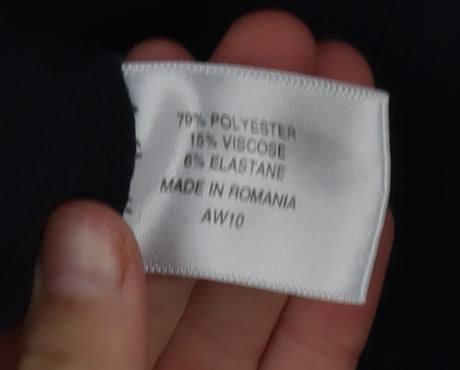 79% POLYESTER
15% VISCOSE
6% ELASTANE
MADE IN ROMANIA
AW10